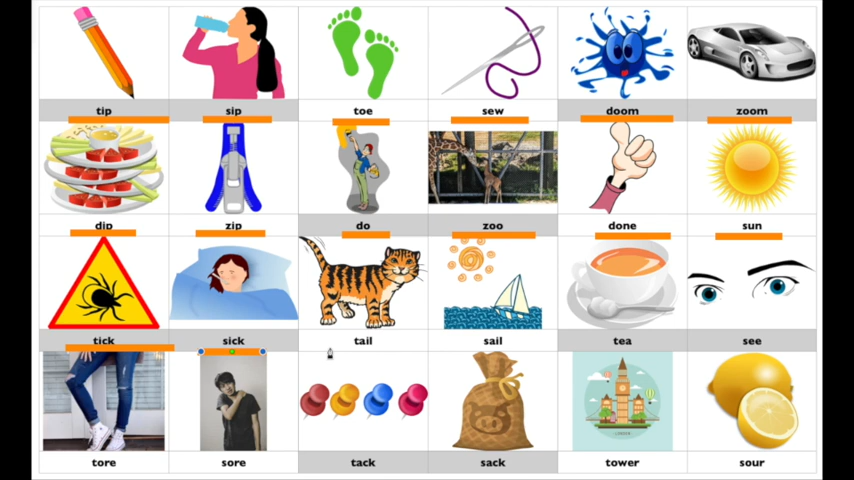 tip sip toe sew doom zoom
dip zip do zoo done sun
tick sick tail sail tea see
tore sore tack sack tower sour